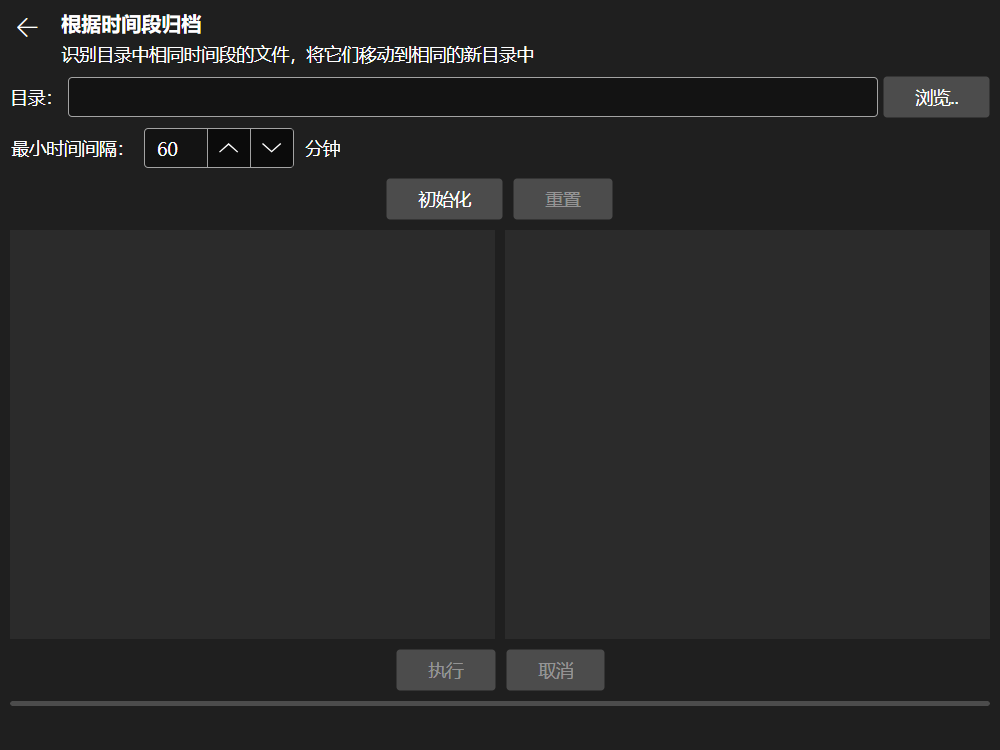 根据时间段归档
识别目录中相同时间段的文件，将它们移动到相同的新目录中
目录： 浏览..
最小时间间隔： 60 分钟
初始化 重置
执行 取消